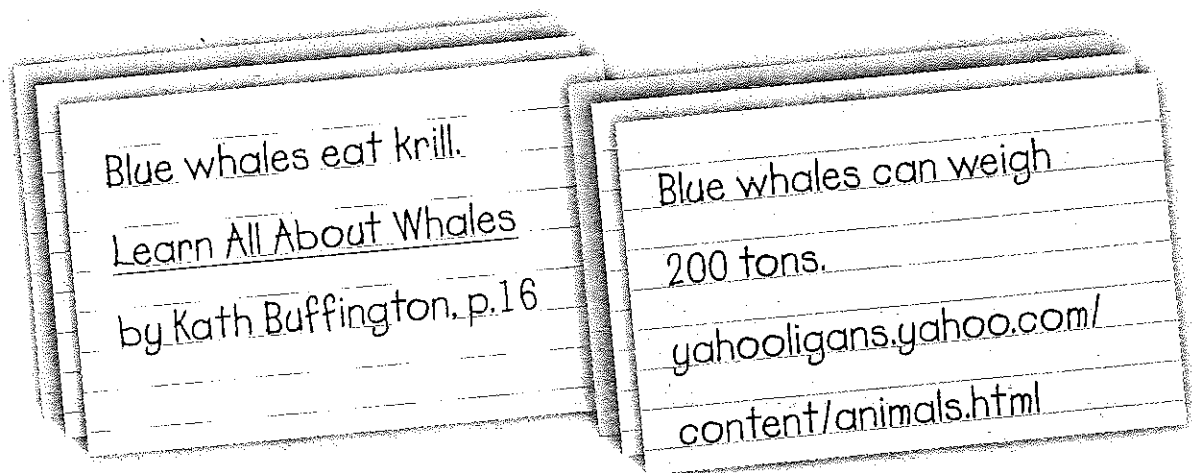 Blue whales eat krill.
Learn All About Whales
by Kath Buffington, p.16
Blue whales can weigh
200 tons.
yahooligans.yahoo.com/
content/animals.html